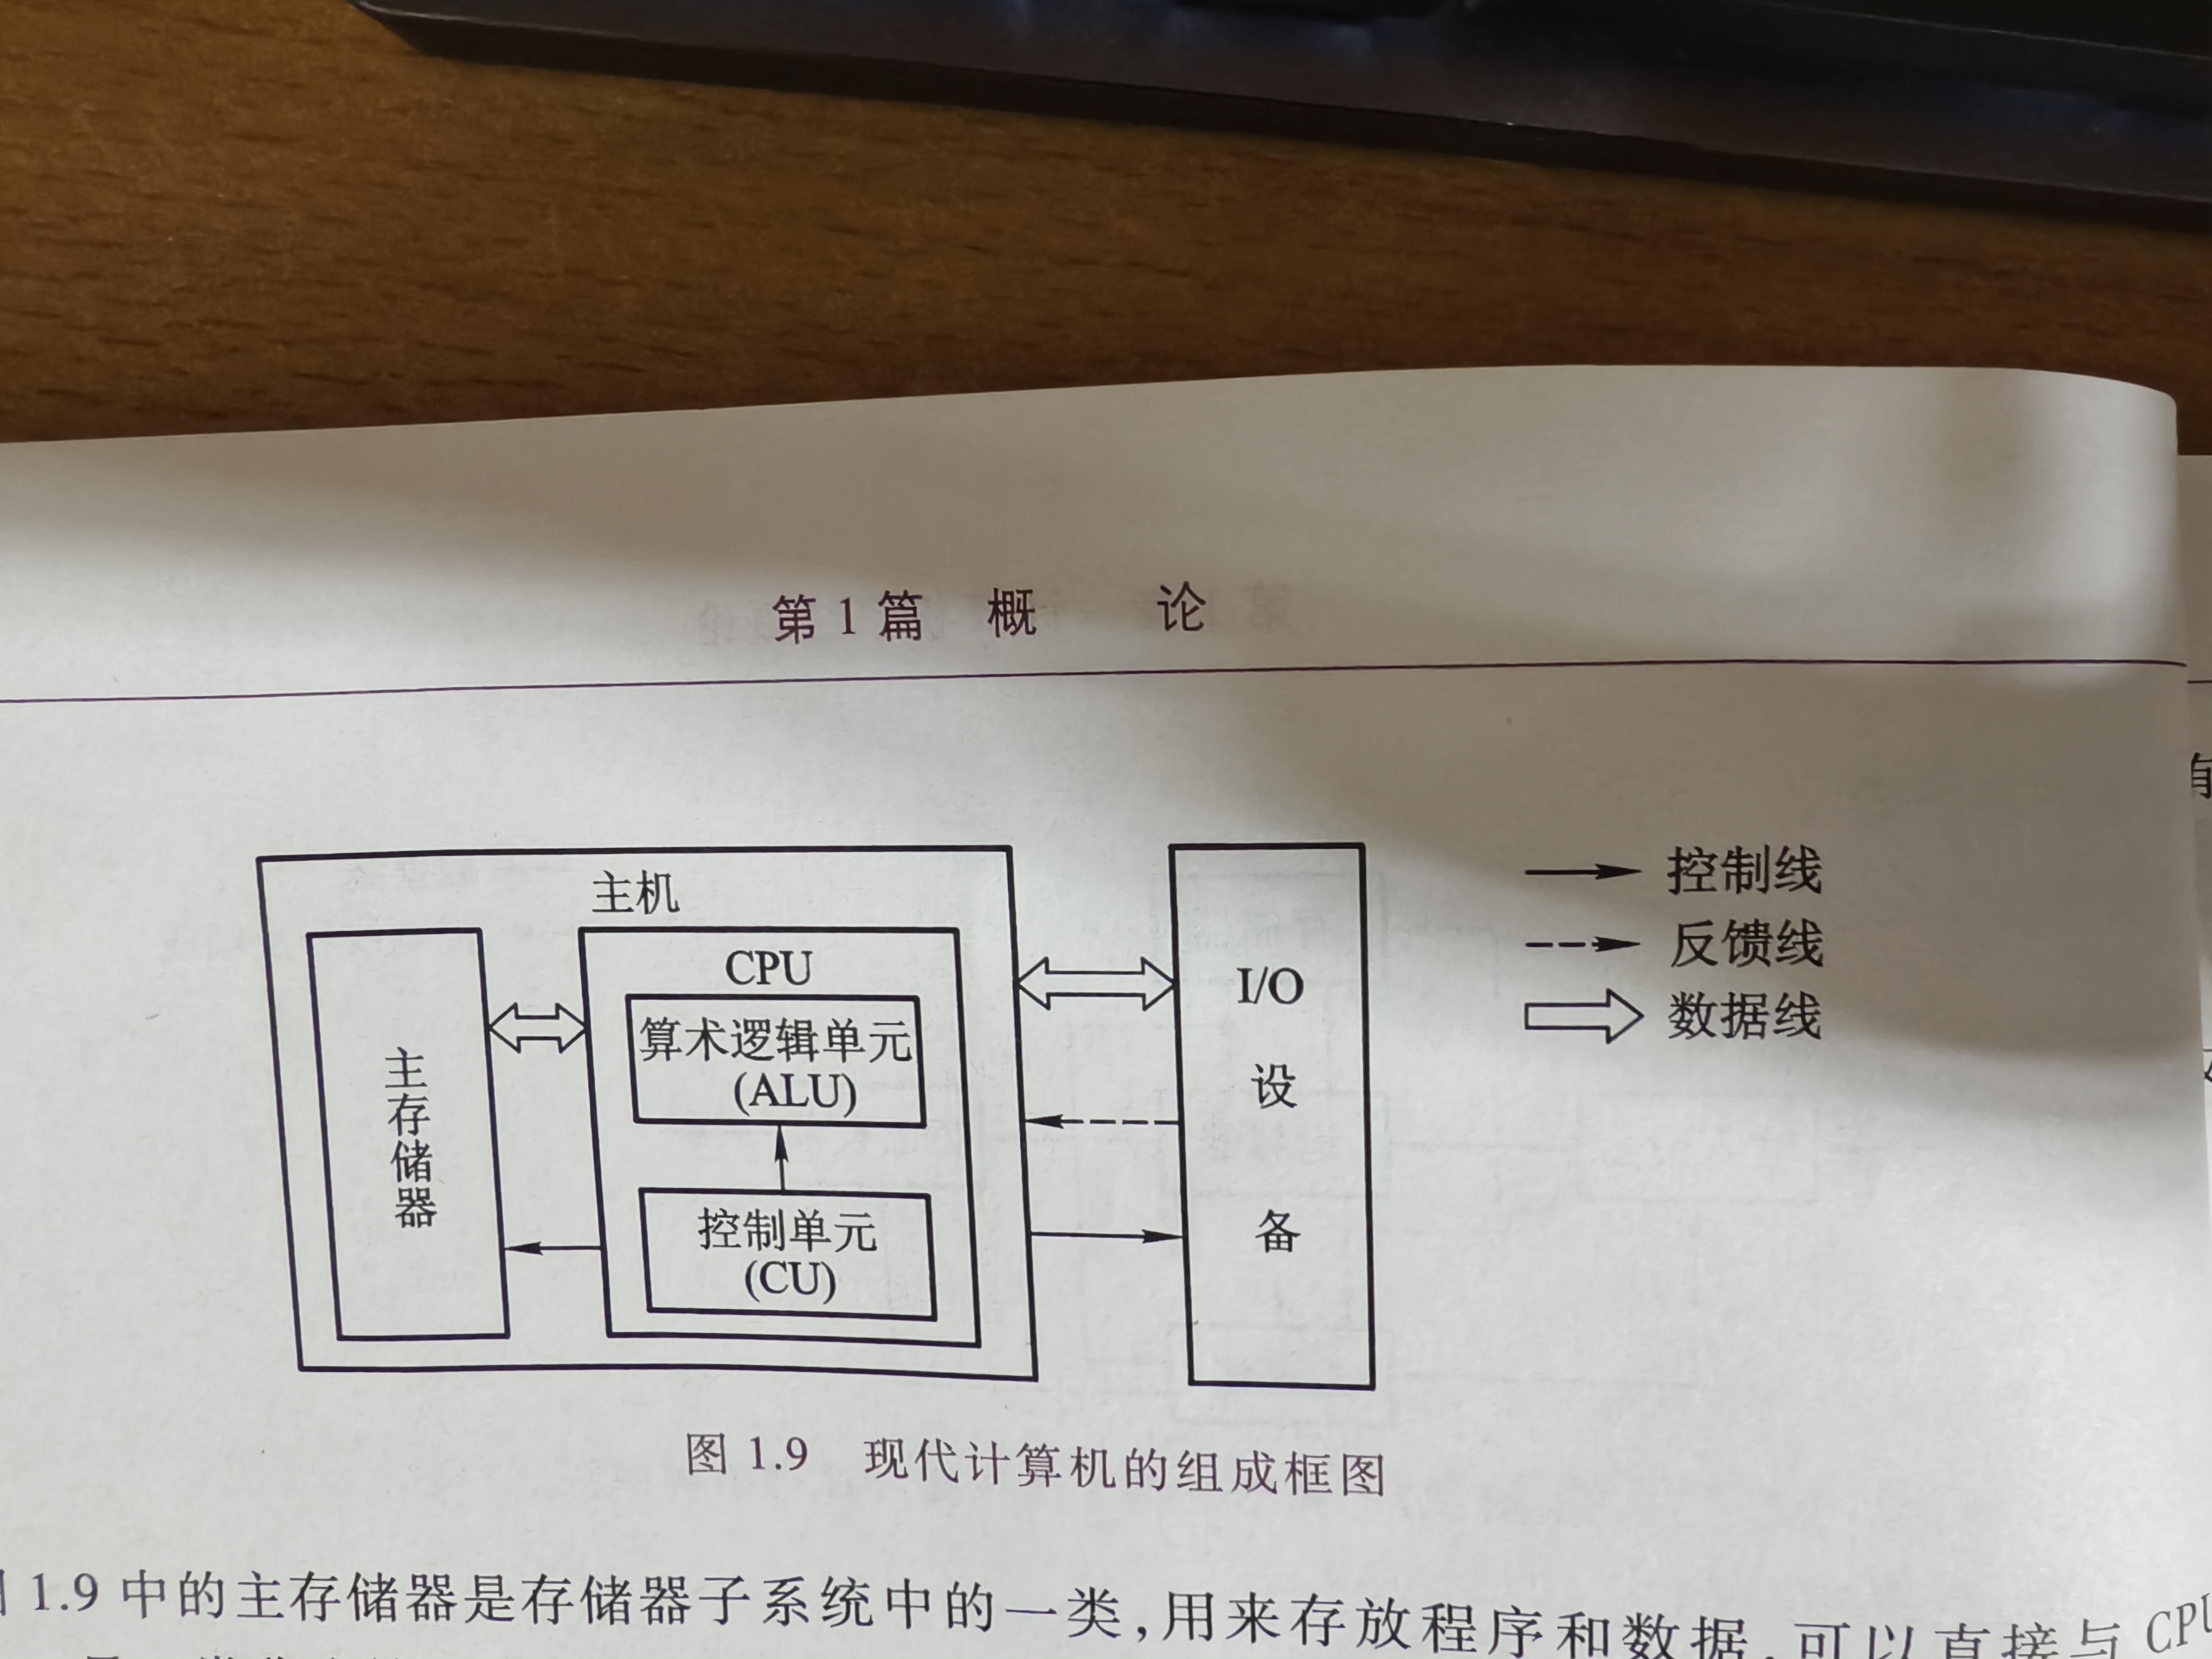 第1篇 概 论
主机
CPU
算术逻辑单元
(ALU)
控制单元
(CU)
主存储器
I/O设备
控制线
反馈线
数据线
图 1.9 现代计算机的组成框图
1.9 中的主存储器是存储器子系统中的一类,用来存放程序和数据,可以直接与 CPU
有